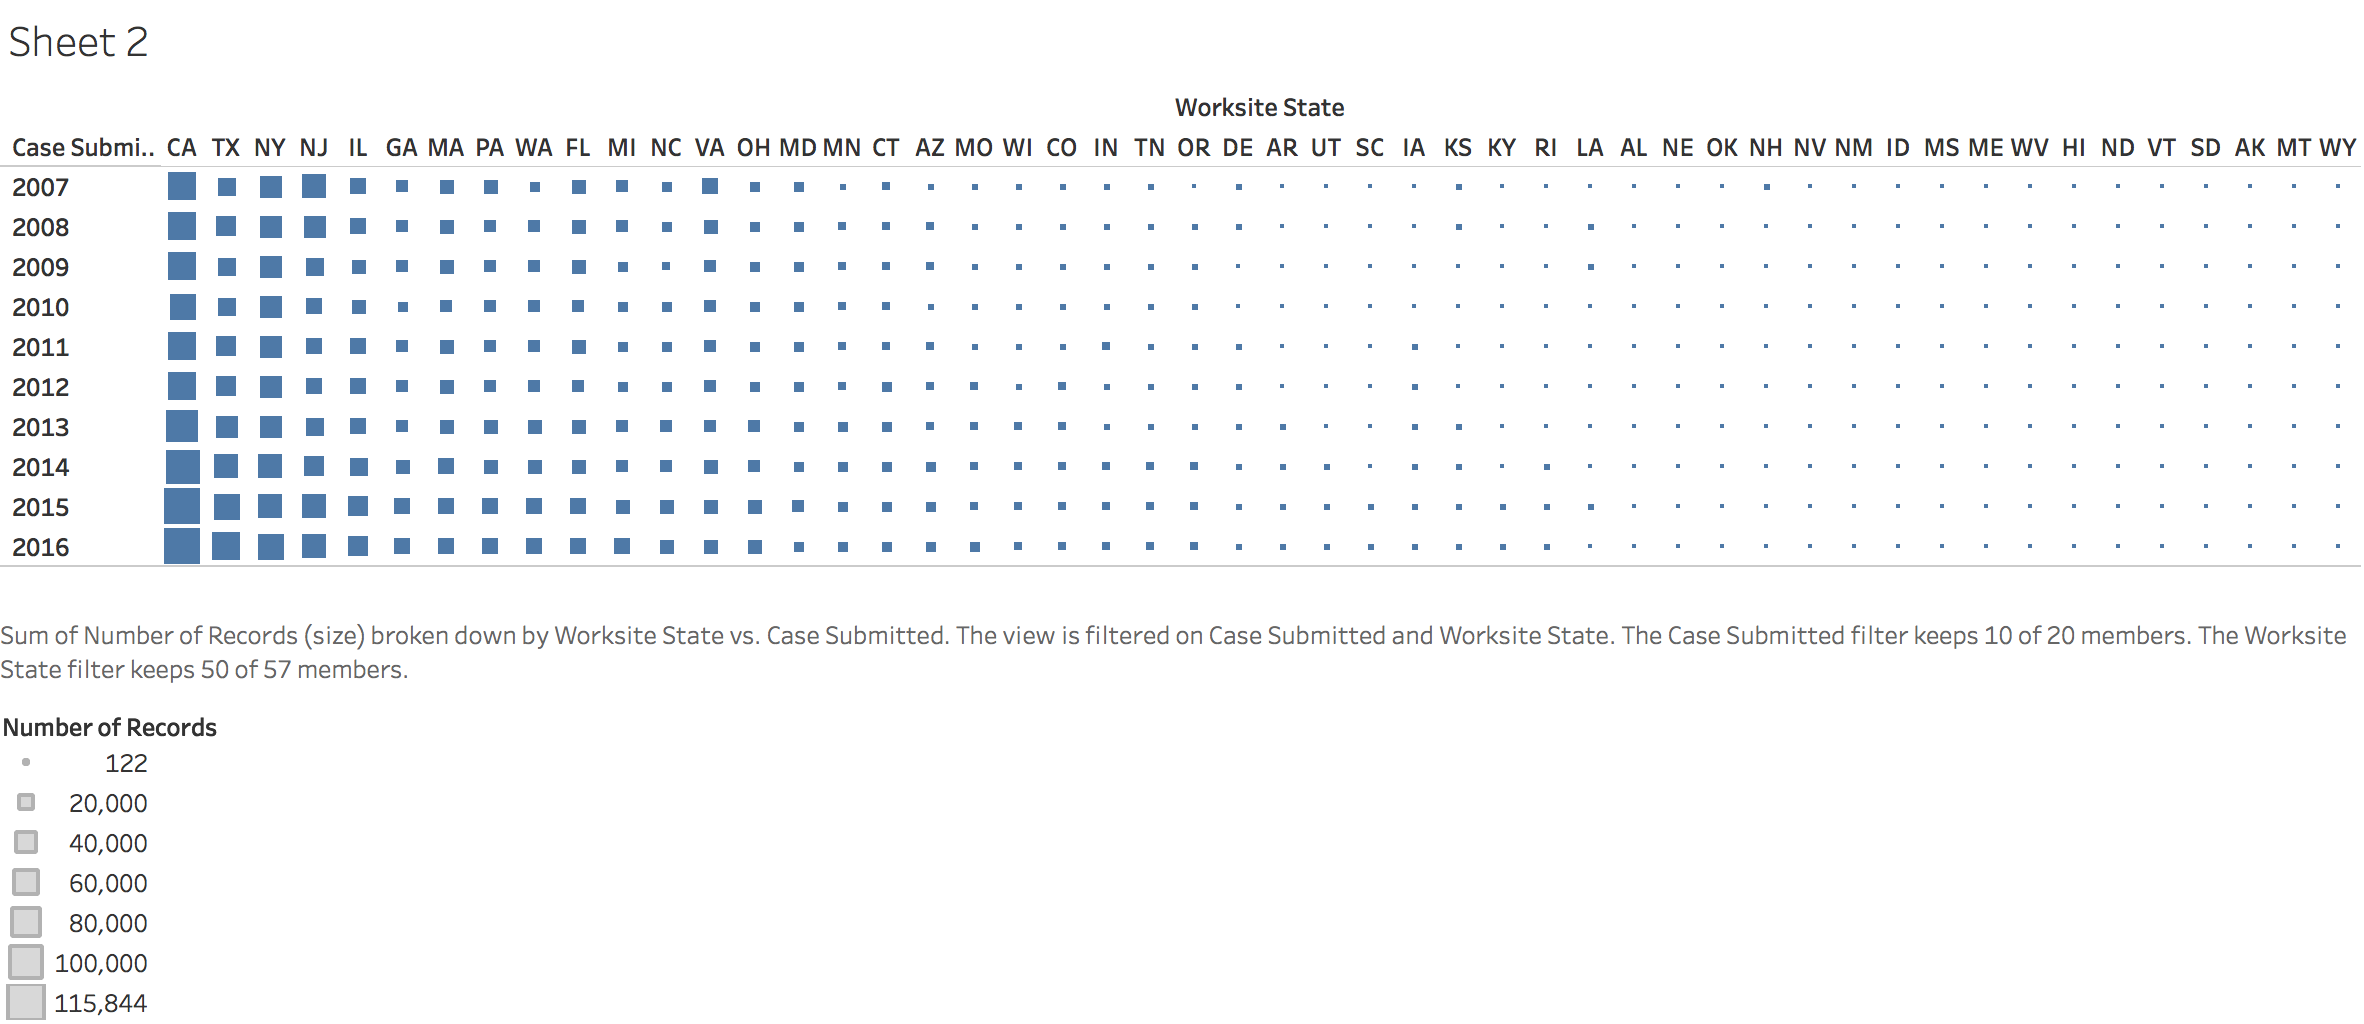 Sheet 2
Worksite State
Case Submi.. CA TX NY NJ IL GA MA PA WA FL MI NC VA OH MD MN CT AZ MO WI CO IN TN OR DE AR UT SC IA KS KY RI LA AL NE OK NH NV NM ID MS ME WV HI ND VT SD AK MT WY
2007
2008
2009
2010
2011
2012
2013
2014
2015
2016
Sum of Number of Records (size) broken down by Worksite State vs. Case Submitted. The view is filtered on Case Submitted and Worksite State. The Case Submitted filter keeps 10 of 20 members. The Worksite
State filter keeps 50 of 57 members.
Number of Records
122
20,000
40,000
60,000
80,000
100,000
115,844